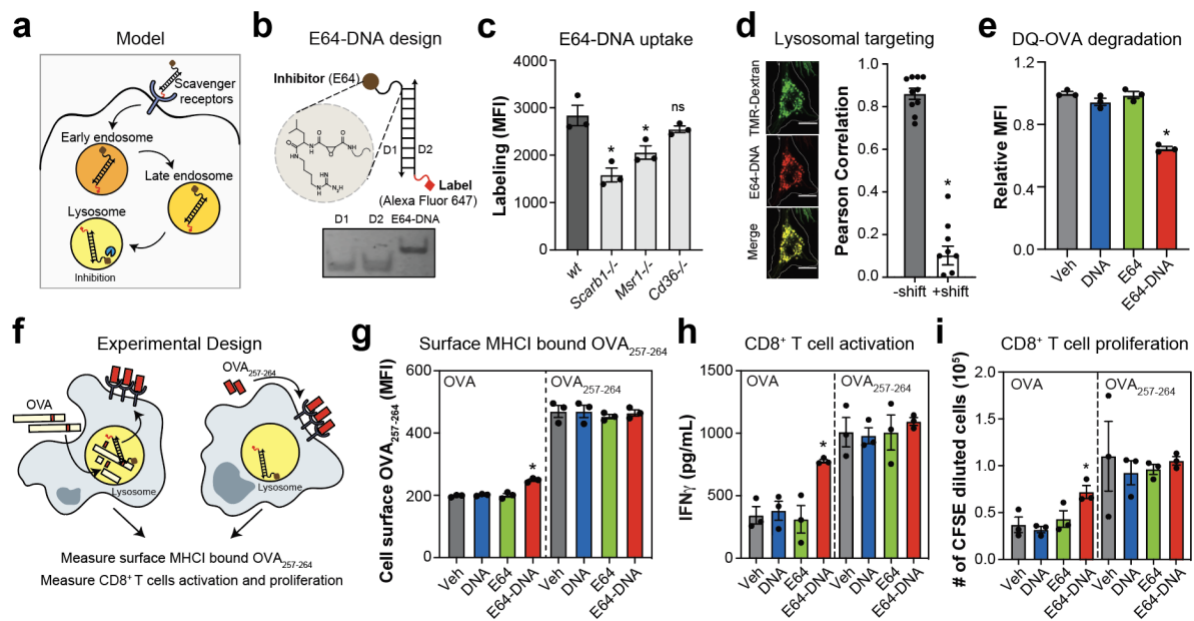 a
Model
Scavenger
receptors
Early endosome
Late endosome
Lysosome
Inhibition
b
E64-DNA design
Inhibitor (E64)
D1
D2
Label
(Alexa Fluor 647)
D1 D2 E64-DNA
c
E64-DNA uptake
Labeling (MFI)
4000
3000
2000
1000
0
*
*
ns
wt
Scarb1-/-
Msr1-/-
Cd36-/-
d
Lysosomal targeting
TMR-Dextran
E64-DNA
Merge
Pearson Correlation
1.0
0.8
0.6
0.4
0.2
0.0
*
-shift +shift
e
DQ-OVA degradation
Relative MFI
1.2
0.8
0.4
0.0
*
Veh
DNA
E64
E64-DNA
f
Experimental Design
OVA
OVA257-264
Lysosome
Lysosome
Measure surface MHCI bound OVA257-264
Measure CD8+ T cells activation and proliferation
g
Surface MHCI bound OVA257-264
Cell surface OVA257-264 (MFI)
600
400
200
0
OVA
OVA257-264
*
Veh
DNA
E64
E64-DNA
Veh
DNA
E64
E64-DNA
h
CD8+ T cell activation
IFNγ (pg/mL)
1500
1000
500
0
OVA
OVA257-264
*
Veh
DNA
E64
E64-DNA
Veh
DNA
E64
E64-DNA
i
CD8+ T cell proliferation
# of CFSE diluted cells (10⁵)
2.0
1.5
1.0
0.5
0.0
OVA
OVA257-264
*
Veh
DNA
E64
E64-DNA
Veh
DNA
E64
E64-DNA